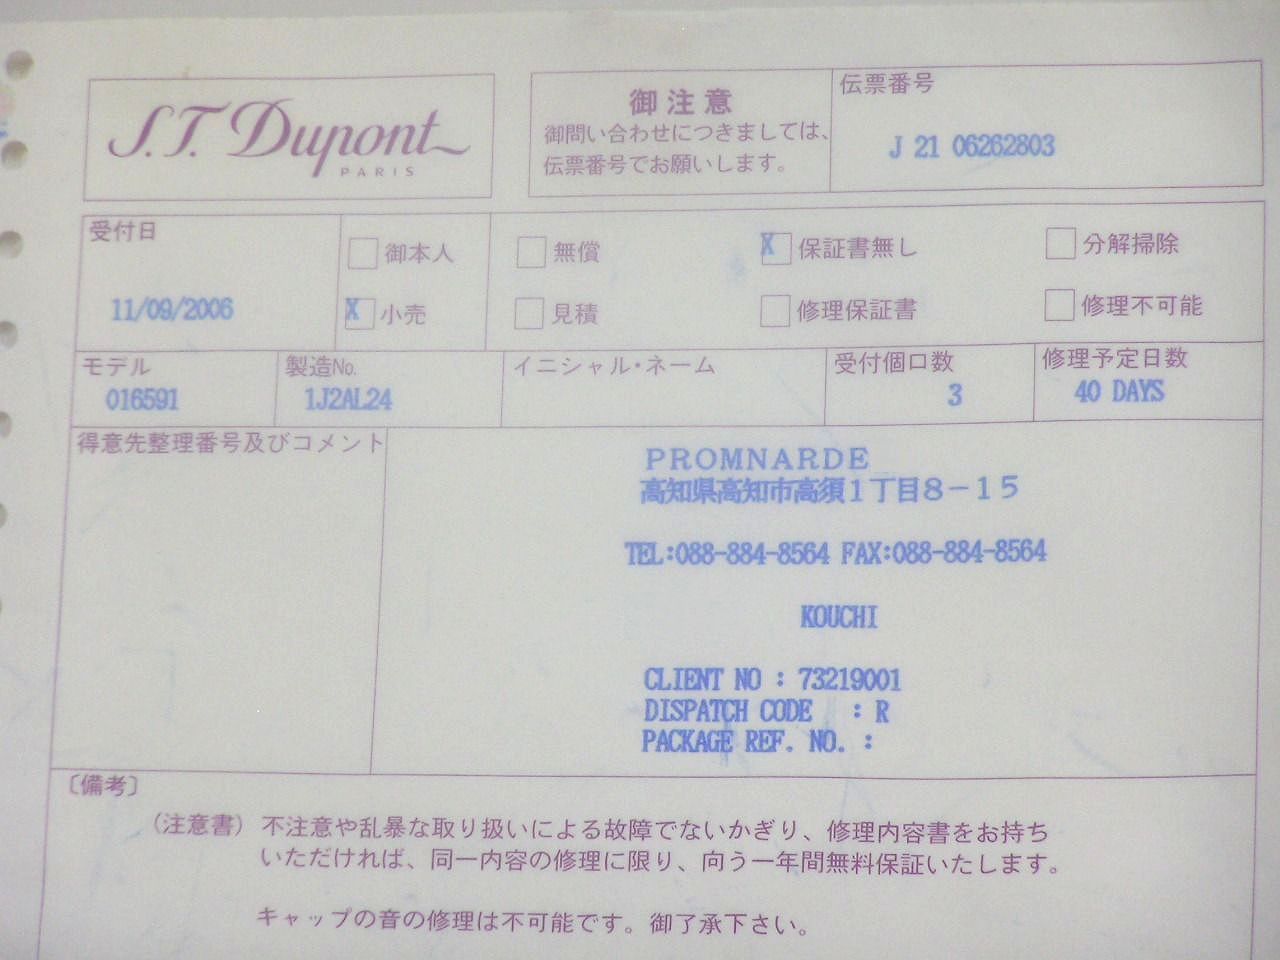 S.T. Dupont
PARIS
御注意
御問い合わせにつきましては、
伝票番号でお願いします。
伝票番号
J 21 06262803
受付日
11/09/2006
御本人
X 小売
無償
見積
X 保証書無し
修理保証書
分解掃除
修理不可能
モデル
016591
製造No.
1J2AL24
イニシャル・ネーム
受付個口数
3
修理予定日数
40 DAYS
得意先整理番号及びコメント
PROMNARDE
高知県高知市高須1丁目8-15
TEL:088-884-8564 FAX:088-884-8564
KOUCHI
CLIENT NO : 73219001
DISPATCH CODE : R
PACKAGE REF. NO. :
〔備考〕
(注意書) 不注意や乱暴な取り扱いによる故障でないかぎり、修理内容書をお持ち
いただければ、同一内容の修理に限り、向う一年間無料保証いたします。
キャップの音の修理は不可能です。御了承下さい。